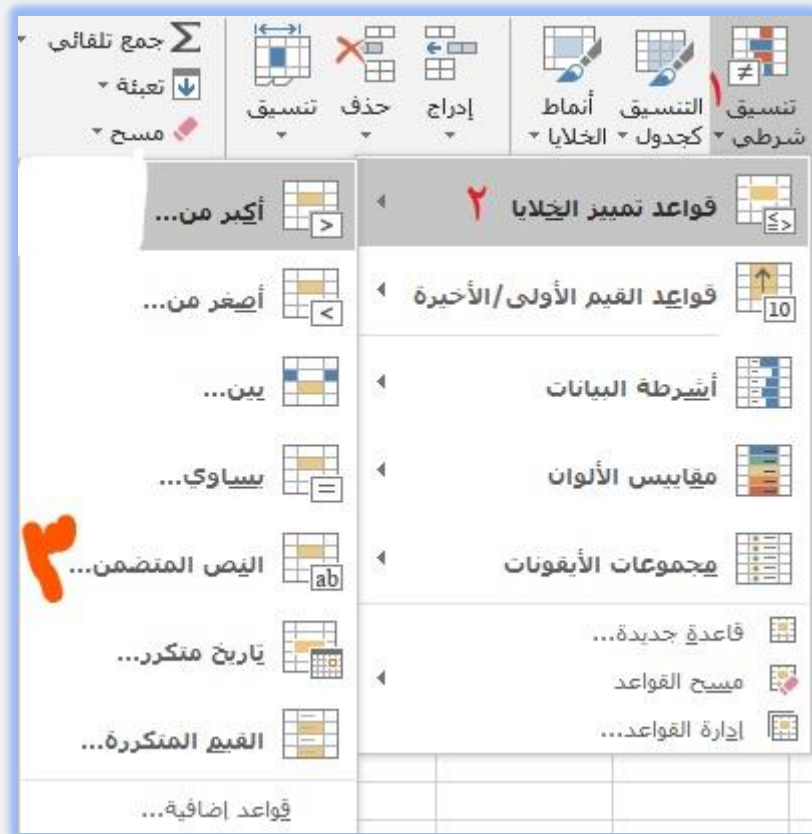 تنسيق شرطي
١
التنسيق كجدول
أنماط الخلايا
إدراج
حذف
تنسيق
جمع تلقائي
تعبئة
مسح
قواعد تمييز الخلايا
٢
قواعد القيم الأولى/الأخيرة
10
أشرطة البيانات
مقاييس الألوان
مجموعات الأيقونات
قاعدة جديدة...
مسح القواعد
إدارة القواعد...
أكبر من...
أصغر من...
بين...
يساوي...
النص المتضمن...
ab
٣
تاريخ متكرر...
القيم المتكررة...
قواعد إضافية...